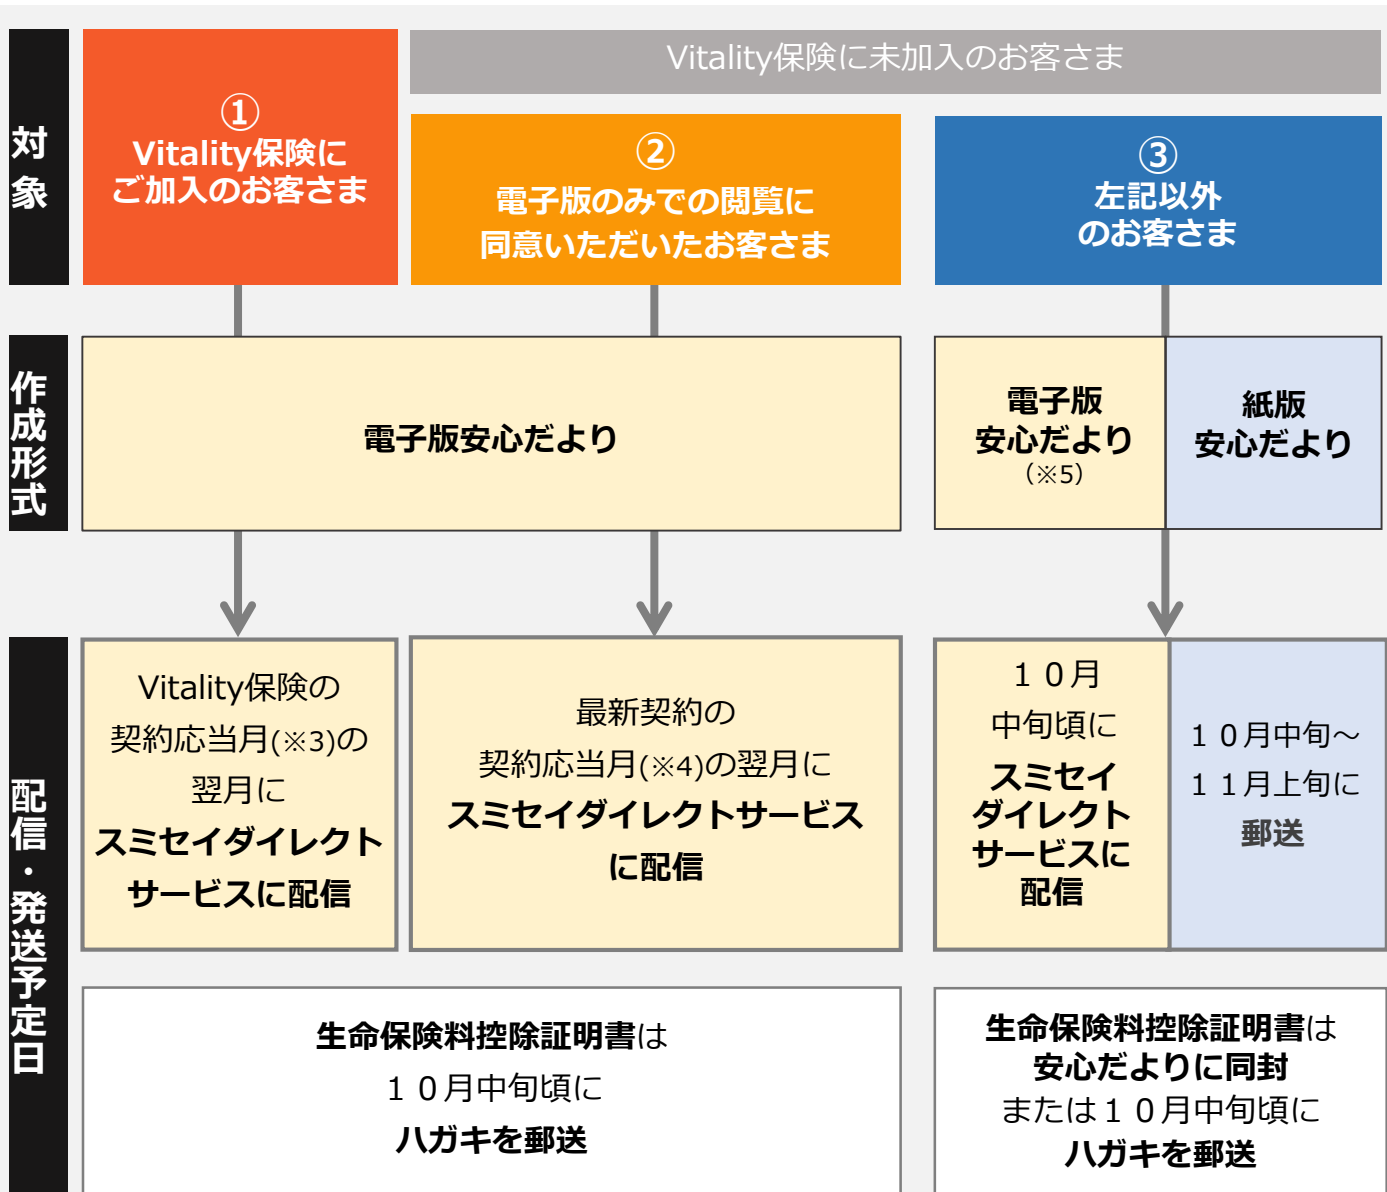 対象
Vitality保険に未加入のお客さま
①
Vitality保険に
ご加入のお客さま
②
電子版のみでの閲覧に
同意いただいたお客さま
③
左記以外
のお客さま
作成形式
電子版安心だより
電子版
安心だより
（※5）
紙版
安心だより
配信・発送予定日
Vitality保険の
契約応当月(※3)の
翌月に
スミセイダイレクト
サービスに配信
最新契約の
契約応当月(※4)の翌月に
スミセイダイレクトサービス
に配信
１０月
中旬頃に
スミセイ
ダイレクト
サービスに
配信
１０月中旬～
１１月上旬に
郵送
生命保険料控除証明書は
１０月中旬頃に
ハガキを郵送
生命保険料控除証明書は
安心だよりに同封
または１０月中旬頃に
ハガキを郵送